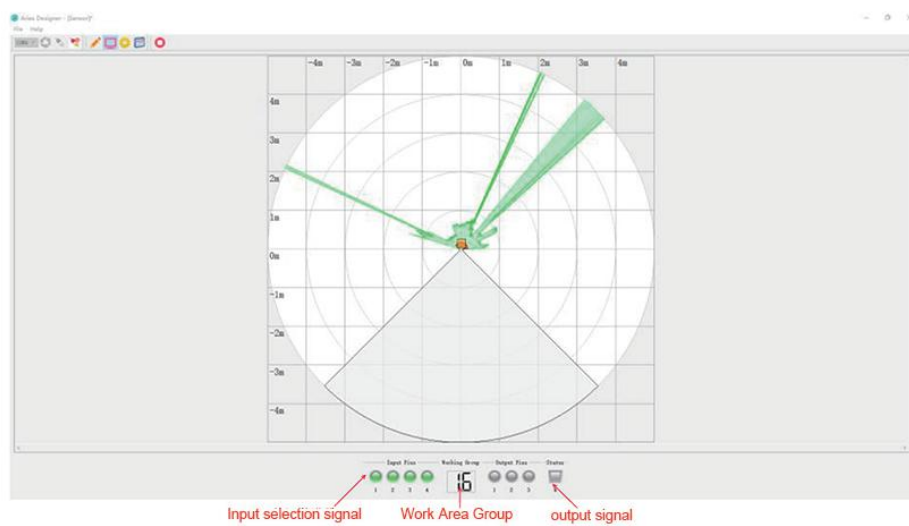 Aries Designer - [Sensor]*
File Help
-4m -3m -2m -1m 0m 1m 2m 3m 4m
4m
3m
2m
1m
0m
-1m
-2m
-3m
-4m
Input Pins Working Group Output Pins Status
1 2 3 4 16 1 2 3
Input selection signal Work Area Group output signal